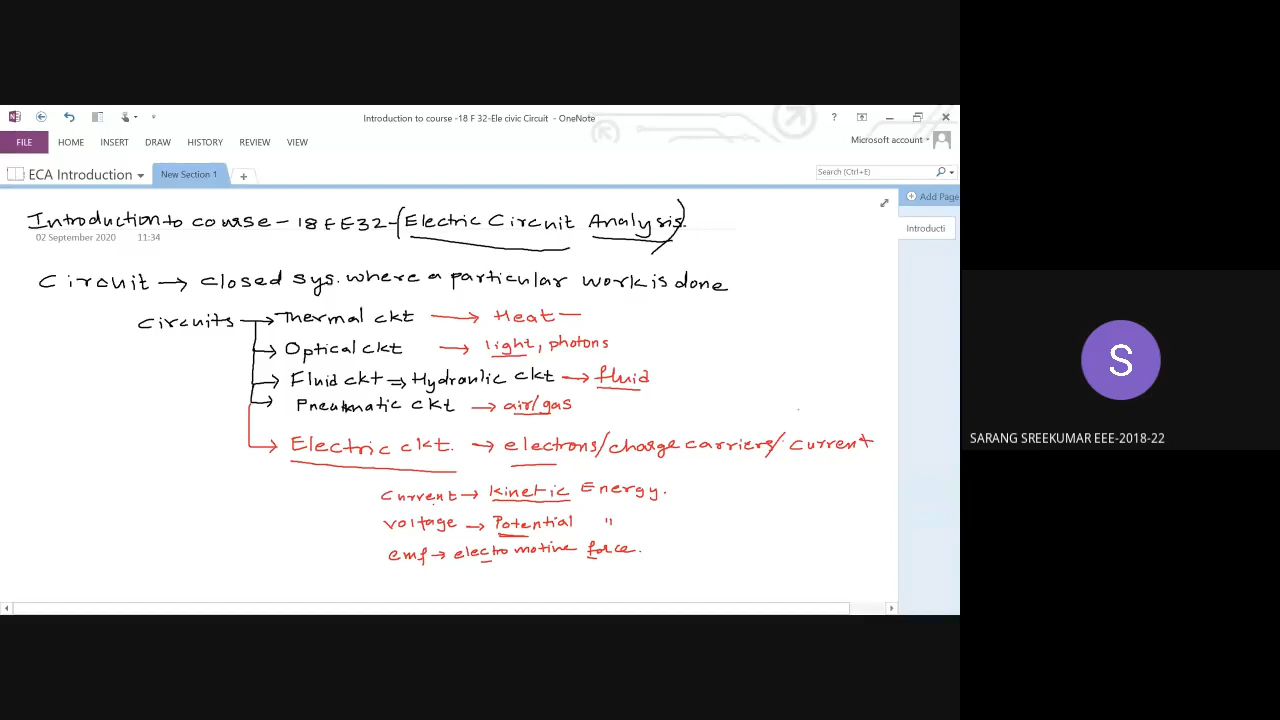 Introduction to course -18 F 32-Ele civic Circuit - OneNote
FILE HOME INSERT DRAW HISTORY REVIEW VIEW
Microsoft account
ECA Introduction New Section 1
Search (Ctrl+E)
Add Page
Introducti
Introduction to course - 18EE32-(Electric Circuit Analysis)
02 September 2020 11:34
Circuit → closed sys. where a particular work is done
Circuits → Thermal ckt → Heat —
→ Optical ckt → light, photons
→ Fluid ckt ⇒ Hydraulic ckt → fluid
→ Pneumatic ckt → air/gas
→ Electric ckt. → electrons/charge carriers/current
Current → kinetic Energy.
Voltage → Potential "
emf → electro motive force.
S
SARANG SREEKUMAR EEE-2018-22